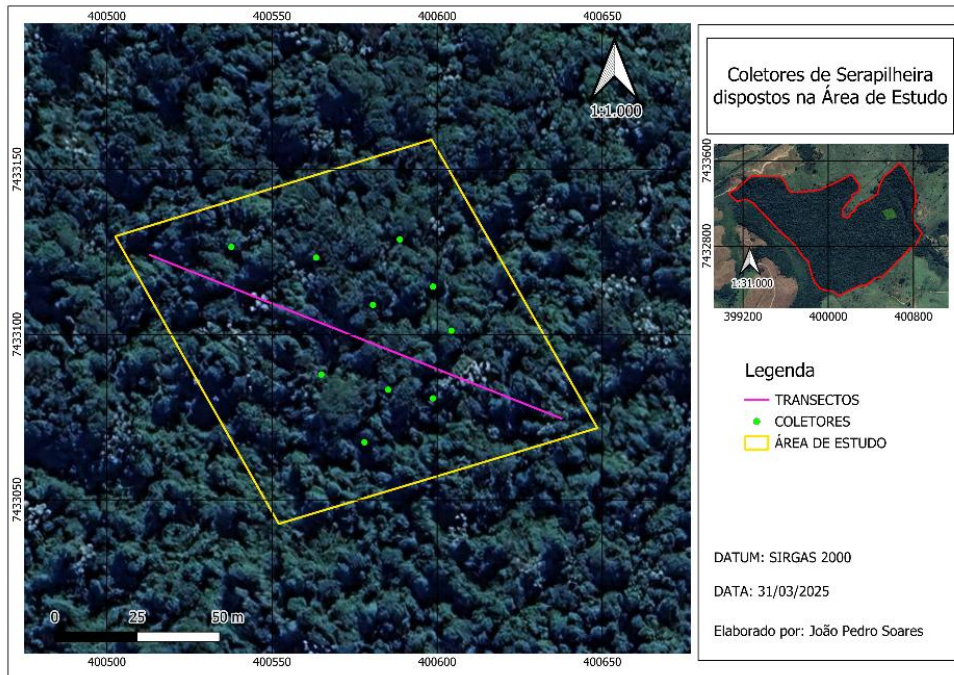 400500 400550 400600 400650
1:1.000
7433150
7433100
7433050
0 25 50 m
400500 400550 400600 400650
Coletores de Serapilheira
dispostos na Área de Estudo
7433600
7432800
1:31.000
399200 400000 400800
Legenda
TRANSECTOS
COLETORES
ÁREA DE ESTUDO
DATUM: SIRGAS 2000
DATA: 31/03/2025
Elaborado por: João Pedro Soares